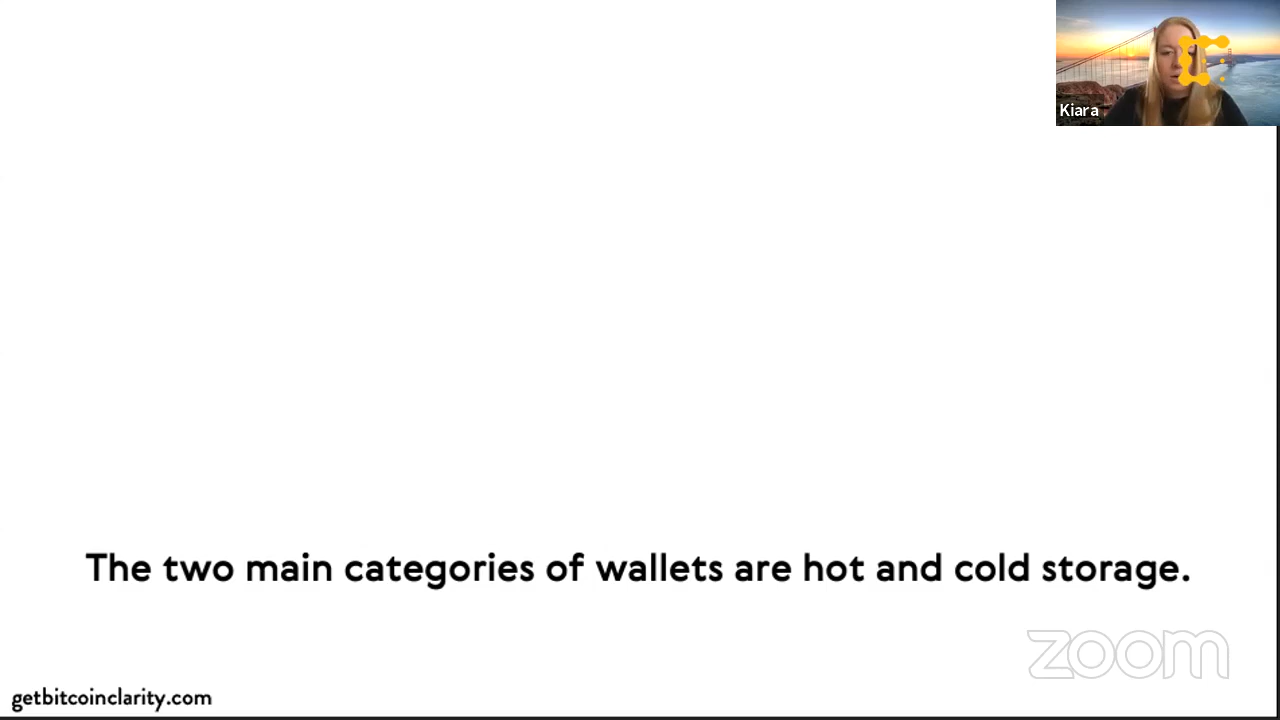 Kiara
The two main categories of wallets are hot and cold storage.
zoom
getbitcoinclarity.com